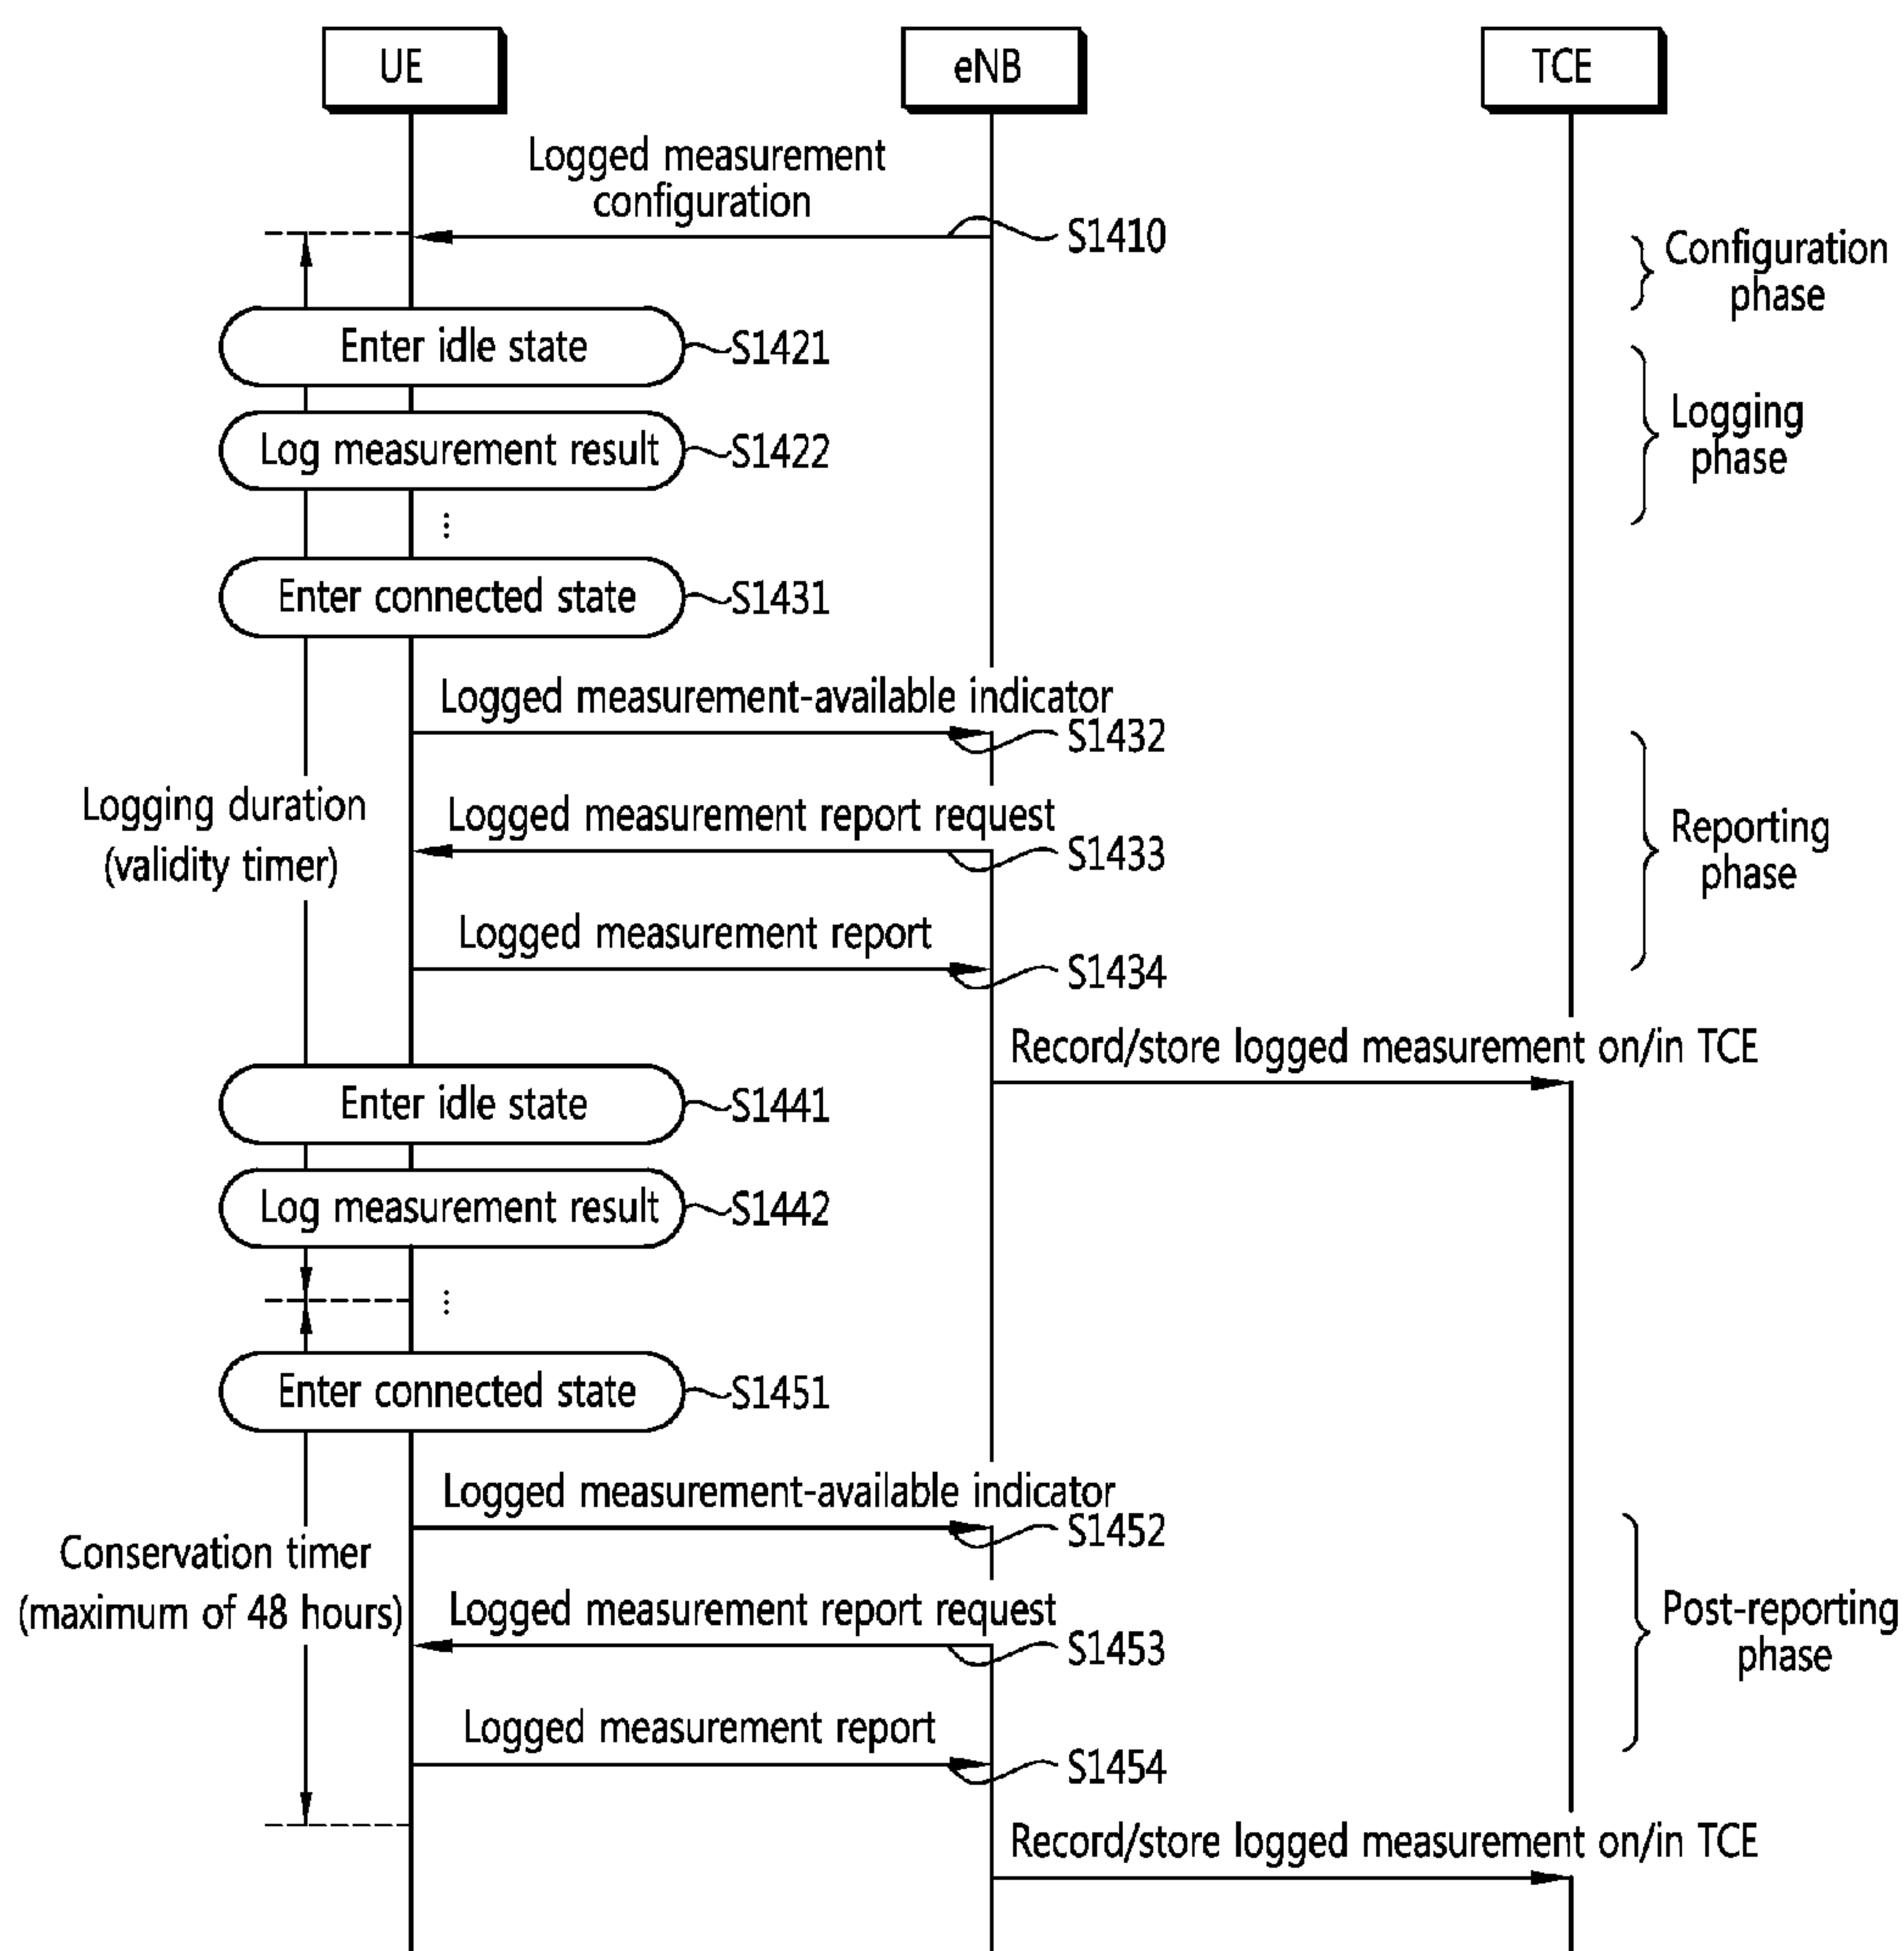 UE
eNB
TCE
Logged measurement
configuration
S1410
Configuration
phase
Enter idle state
S1421
Logging
phase
Log measurement result
S1422
Enter connected state
S1431
Logged measurement-available indicator
S1432
Logging duration
(validity timer)
Logged measurement report request
S1433
Reporting
phase
Logged measurement report
S1434
Record/store logged measurement on/in TCE
Enter idle state
S1441
Log measurement result
S1442
Enter connected state
S1451
Logged measurement-available indicator
S1452
Conservation timer
(maximum of 48 hours)
Logged measurement report request
S1453
Post-reporting
phase
Logged measurement report
S1454
Record/store logged measurement on/in TCE